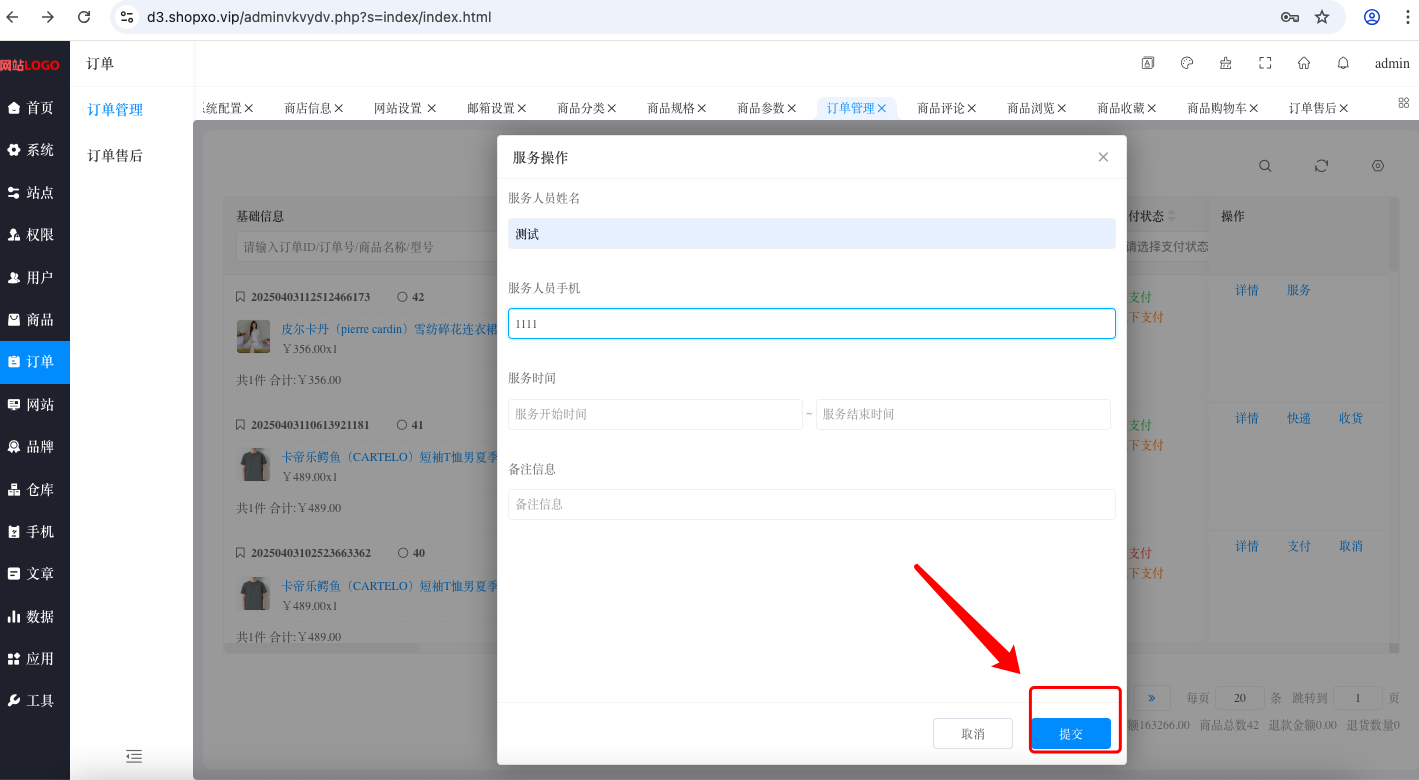 d3.shopxo.vip/adminvkvydv.php?s=index/index.html
网站LOGO
首页
系统
站点
权限
用户
商品
订单
网站
品牌
仓库
手机
文章
数据
应用
工具
订单
订单管理
订单售后
admin
系统配置 商店信息 网站设置 邮箱设置 商品分类 商品规格 商品参数 订单管理 商品评论 商品浏览 商品收藏 商品购物车 订单售后
基础信息
请输入订单ID/订单号/商品名称/型号
20250403112512466173 42
皮尔卡丹（pierre cardin）雪纺碎花连衣裙
￥356.00x1
共1件 合计:￥356.00
20250403110613921181 41
卡帝乐鳄鱼（CARTELO）短袖T恤男夏季
￥489.00x1
共1件 合计:￥489.00
20250403102523663362 40
卡帝乐鳄鱼（CARTELO）短袖T恤男夏季
￥489.00x1
共1件 合计:￥489.00
服务操作
服务人员姓名
测试
服务人员手机
1111
服务时间
服务开始时间 ~ 服务结束时间
备注信息
备注信息
取消 提交
付状态 操作
请选择支付状态
支付 详情 服务
下支付
支付 详情 快递 收货
下支付
支付 详情 支付 取消
下支付
» 每页 20 条 跳转到 1 页
额163266.00 商品总数42 退款金额0.00 退货数量0